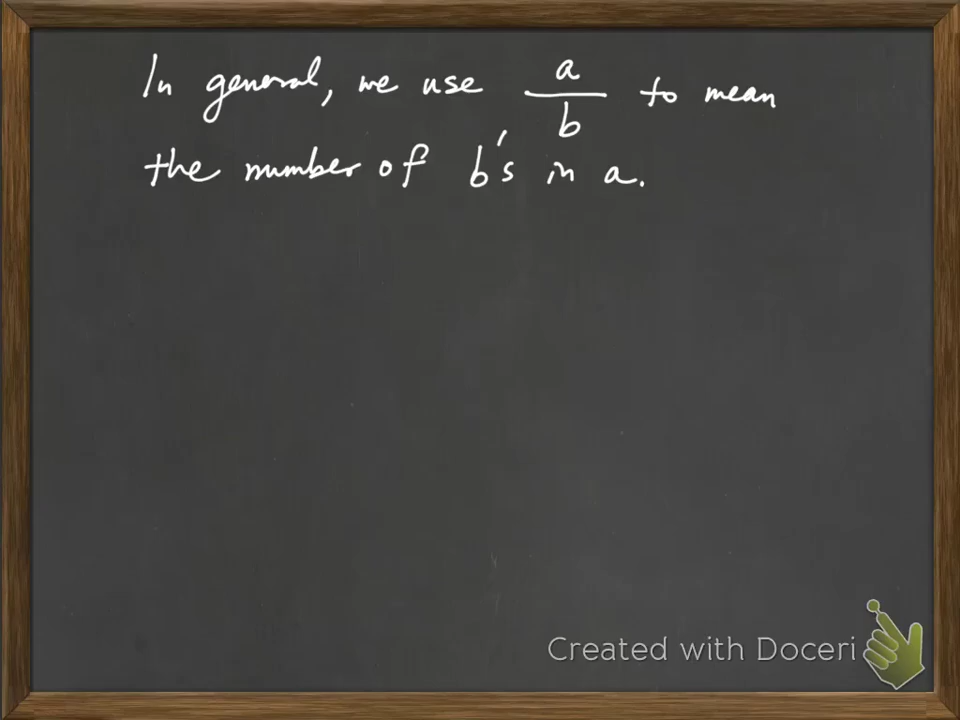 In general, we use a/b to mean
the number of b's in a.
Created with Doceri